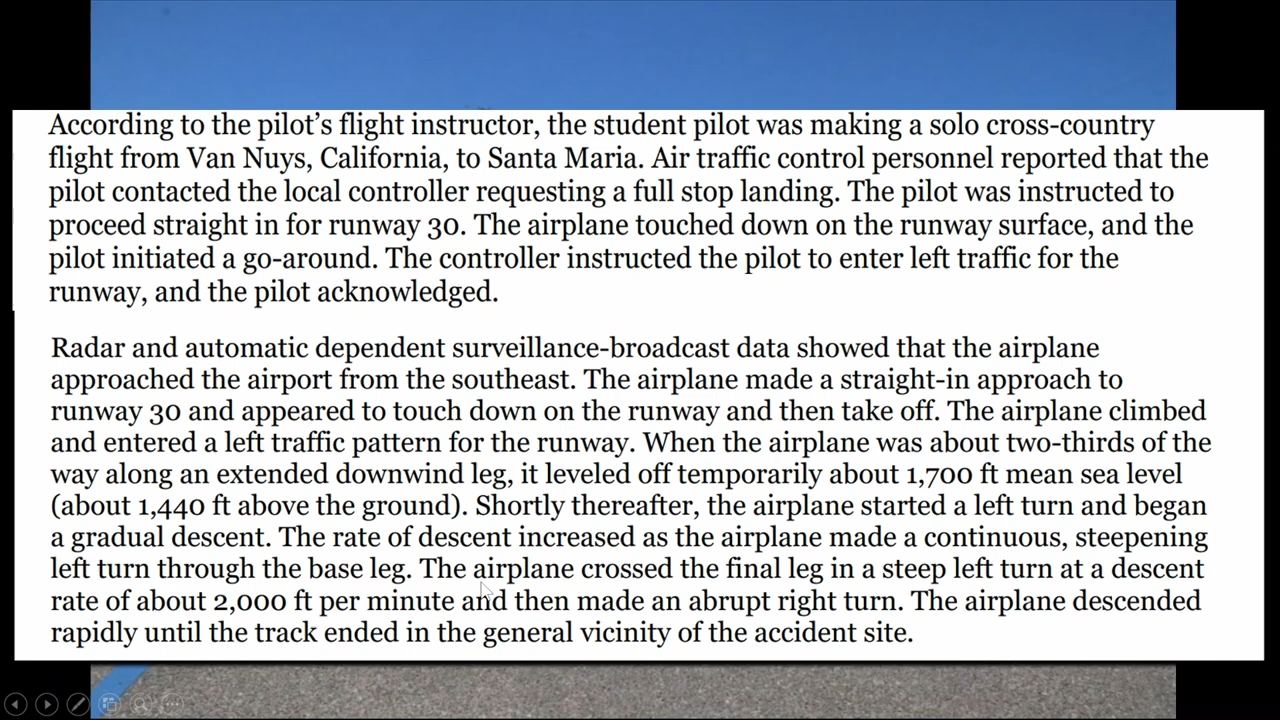 According to the pilot’s flight instructor, the student pilot was making a solo cross-country
flight from Van Nuys, California, to Santa Maria. Air traffic control personnel reported that the
pilot contacted the local controller requesting a full stop landing. The pilot was instructed to
proceed straight in for runway 30. The airplane touched down on the runway surface, and the
pilot initiated a go-around. The controller instructed the pilot to enter left traffic for the
runway, and the pilot acknowledged.
Radar and automatic dependent surveillance-broadcast data showed that the airplane
approached the airport from the southeast. The airplane made a straight-in approach to
runway 30 and appeared to touch down on the runway and then take off. The airplane climbed
and entered a left traffic pattern for the runway. When the airplane was about two-thirds of the
way along an extended downwind leg, it leveled off temporarily about 1,700 ft mean sea level
(about 1,440 ft above the ground). Shortly thereafter, the airplane started a left turn and began
a gradual descent. The rate of descent increased as the airplane made a continuous, steepening
left turn through the base leg. The airplane crossed the final leg in a steep left turn at a descent
rate of about 2,000 ft per minute and then made an abrupt right turn. The airplane descended
rapidly until the track ended in the general vicinity of the accident site.